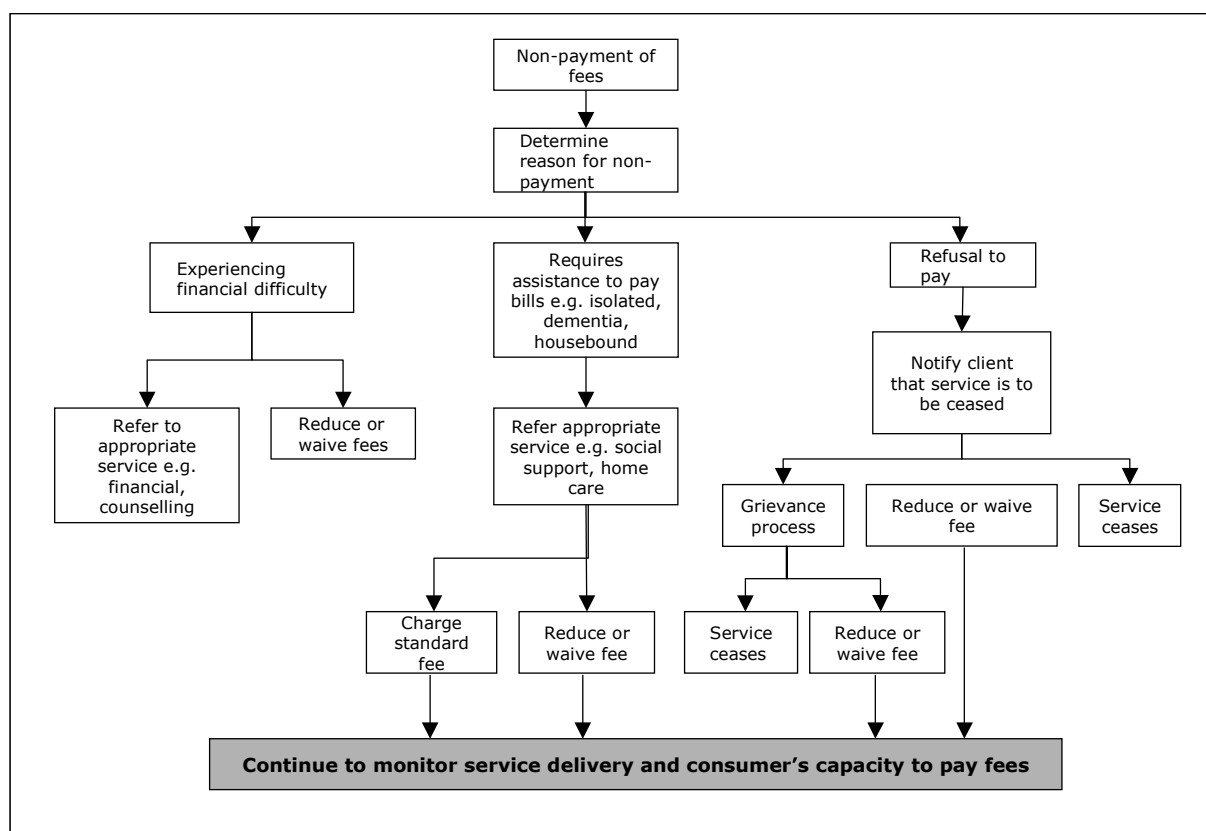 Non-payment of
fees
Determine
reason for non-
payment
Experiencing
financial difficulty
Requires
assistance to pay
bills e.g. isolated,
dementia,
housebound
Refusal to
pay
Notify client
that service is to
be ceased
Refer to
appropriate
service e.g.
financial,
counselling
Reduce or
waive fees
Refer appropriate
service e.g. social
support, home
care
Grievance
process
Reduce or waive
fee
Service
ceases
Charge
standard
fee
Reduce or
waive fee
Service
ceases
Reduce or
waive fee
Continue to monitor service delivery and consumer’s capacity to pay fees